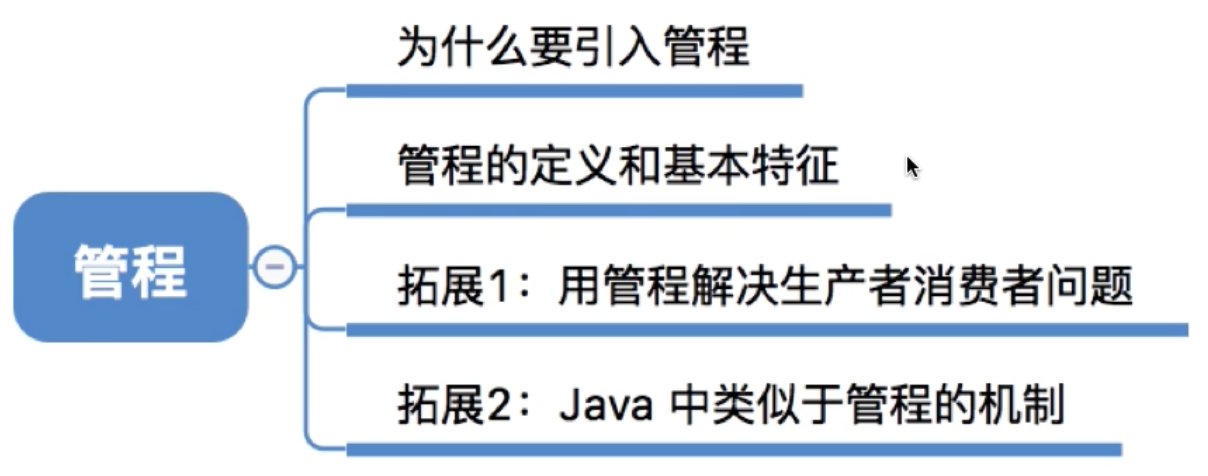 为什么要引入管程
管程的定义和基本特征
管程
拓展1：用管程解决生产者消费者问题
拓展2：Java 中类似于管程的机制